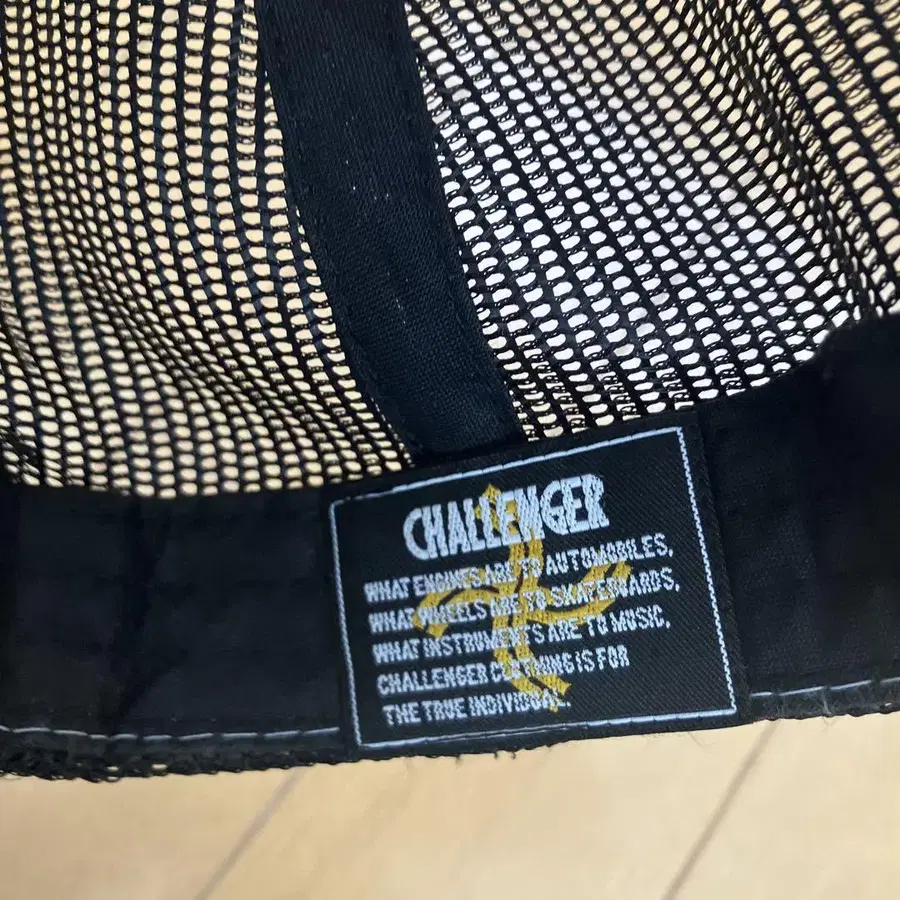 CHALLENGER
WHAT ENGINES ARE TO AUTOMOBILES,
WHAT WHEELS ARE TO SKATEBOARDS,
WHAT INSTRUMENTS ARE TO MUSIC,
CHALLENGER CLOTHING IS FOR
THE TRUE INDIVIDUAL.